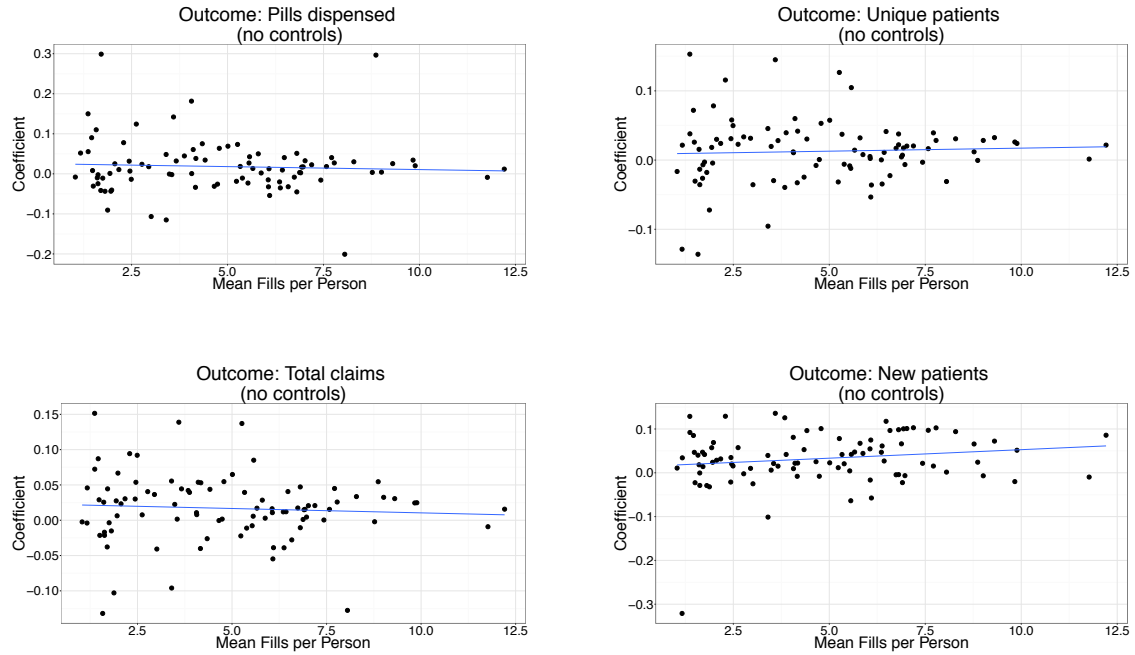 Outcome: Pills dispensed
(no controls)
0.3
0.2
0.1
0.0
−0.1
−0.2
Coefficient
2.5 5.0 7.5 10.0 12.5
Mean Fills per Person
Outcome: Unique patients
(no controls)
0.1
0.0
−0.1
Coefficient
2.5 5.0 7.5 10.0 12.5
Mean Fills per Person
Outcome: Total claims
(no controls)
0.15
0.10
0.05
0.00
−0.05
−0.10
Coefficient
2.5 5.0 7.5 10.0 12.5
Mean Fills per Person
Outcome: New patients
(no controls)
0.1
0.0
−0.1
−0.2
−0.3
Coefficient
2.5 5.0 7.5 10.0 12.5
Mean Fills per Person